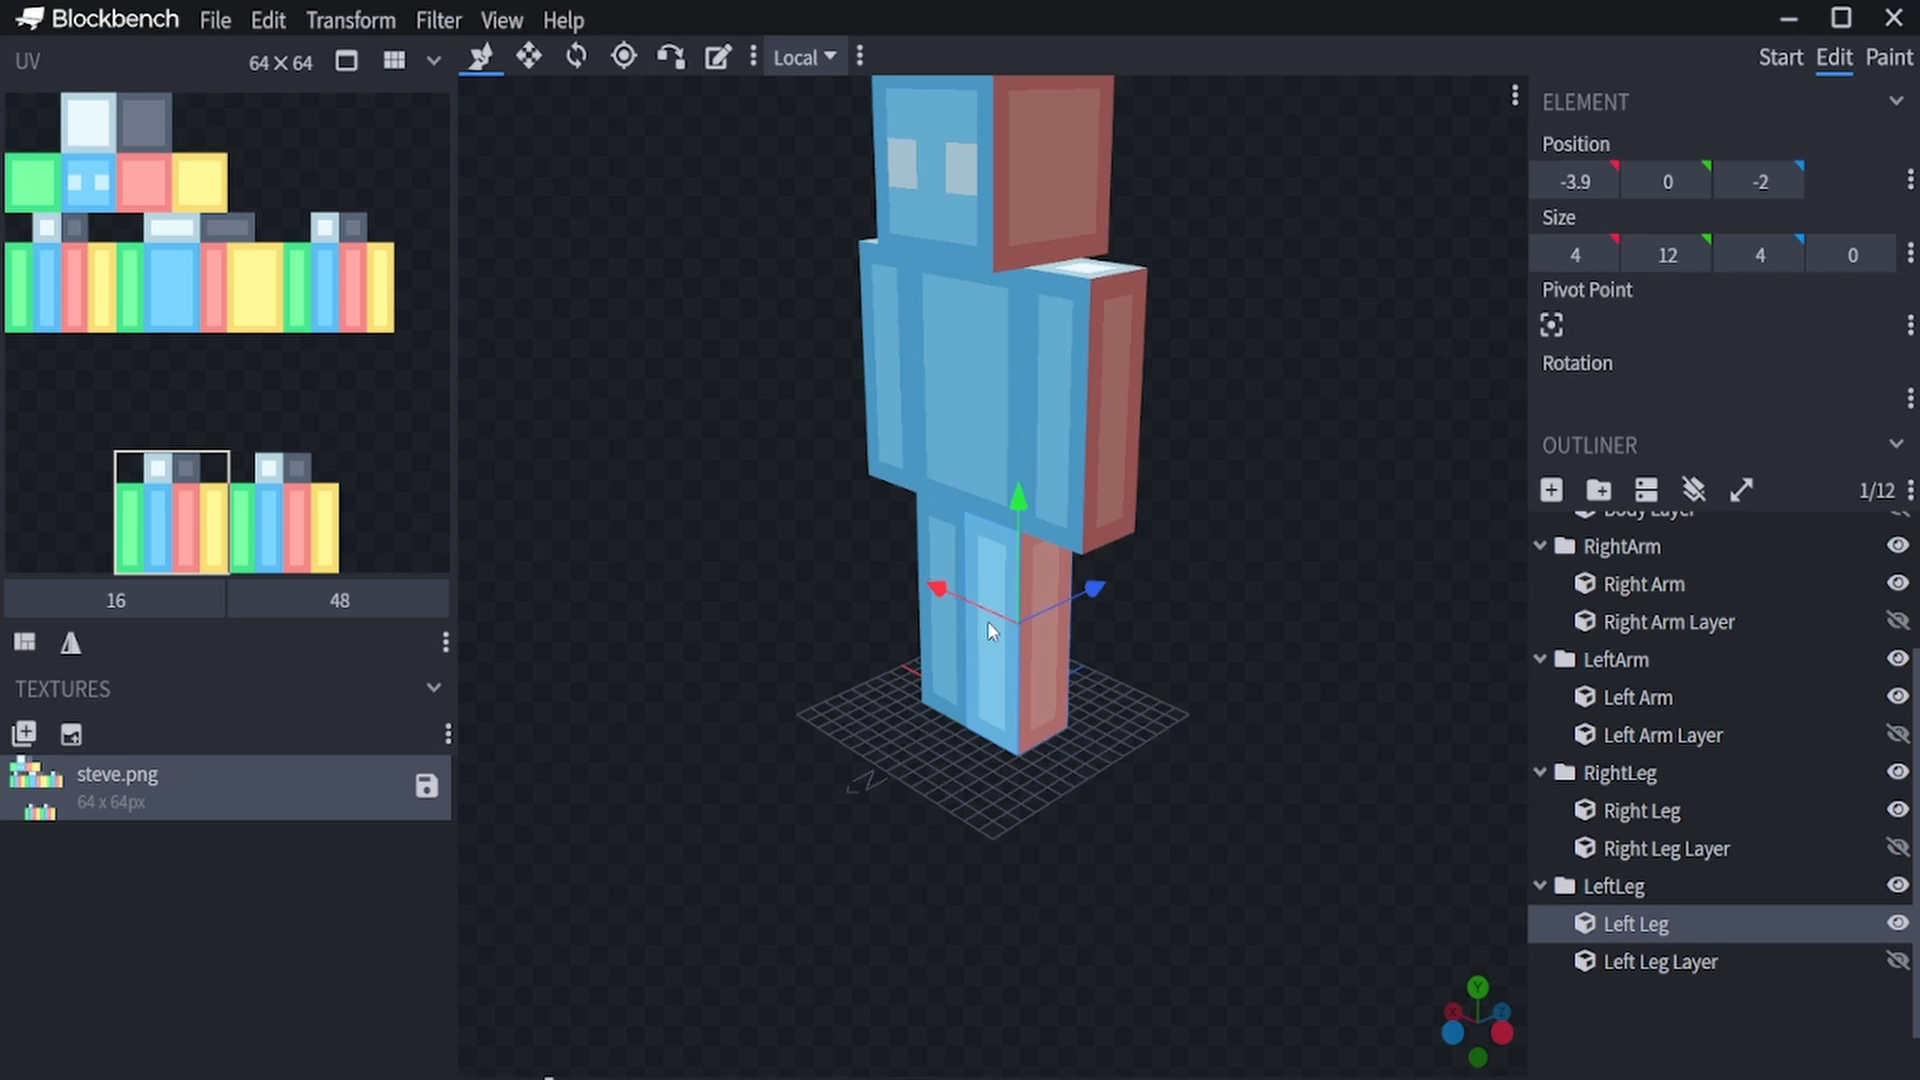 Blockbench File Edit Transform Filter View Help
UV 64 × 64 Local Start Edit Paint
ELEMENT
Position
-3.9 0 -2
Size
4 12 4 0
Pivot Point
Rotation
OUTLINER
1/12
Body Layer
RightArm
Right Arm
Right Arm Layer
LeftArm
Left Arm
Left Arm Layer
RightLeg
Right Leg
Right Leg Layer
LeftLeg
Left Leg
Left Leg Layer
16 48
TEXTURES
steve.png
64 x 64px
N
Y
X
Z